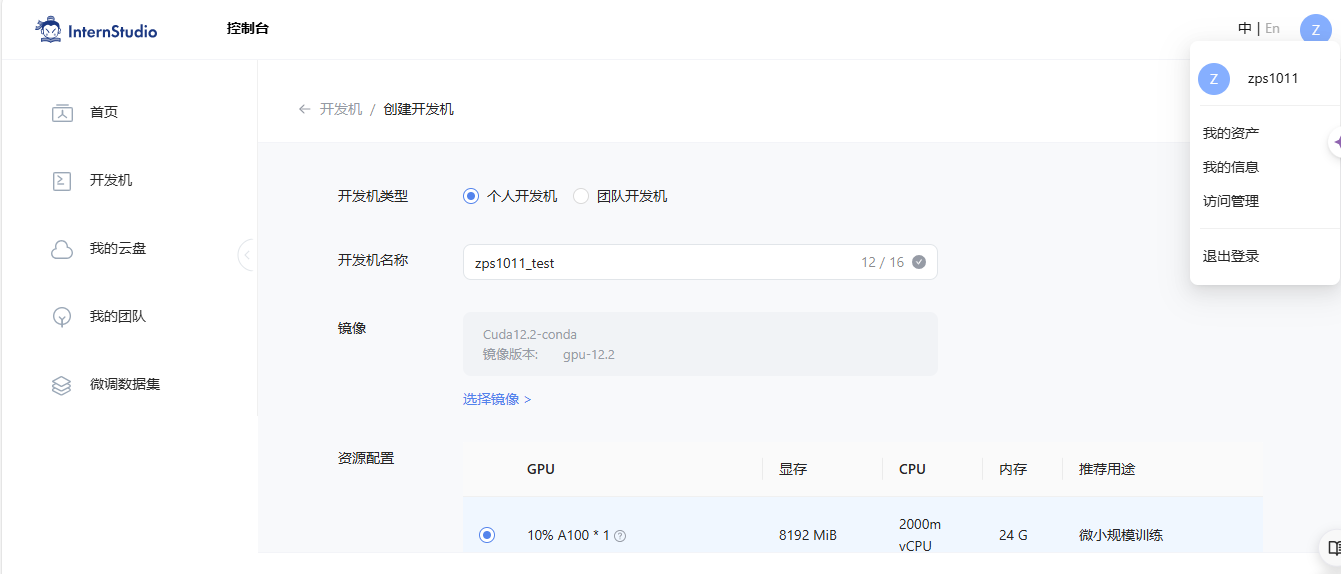 InternStudio
控制台
中 | En
Z
Z
zps1011
我的资产
我的信息
访问管理
退出登录
首页
开发机
我的云盘
我的团队
微调数据集
← 开发机 / 创建开发机
开发机类型
个人开发机
团队开发机
开发机名称
zps1011_test
12 / 16
镜像
Cuda12.2-conda
镜像版本: gpu-12.2
选择镜像 >
资源配置
GPU
显存
CPU
内存
推荐用途
10% A100 * 1
8192 MiB
2000m
vCPU
24 G
微小规模训练